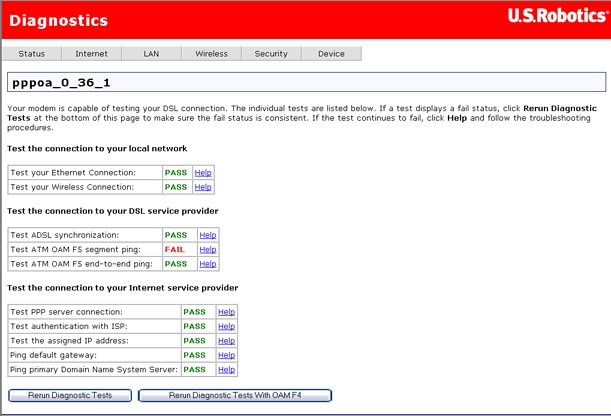 Diagnostics
U.S.Robotics®
Status Internet LAN Wireless Security Device
pppoa_0_36_1
Your modem is capable of testing your DSL connection. The individual tests are listed below. If a test displays a fail status, click Rerun Diagnostic
Tests at the bottom of this page to make sure the fail status is consistent. If the test continues to fail, click Help and follow the troubleshooting
procedures.
Test the connection to your local network
Test your Ethernet Connection: PASS Help
Test your Wireless Connection: PASS Help
Test the connection to your DSL service provider
Test ADSL synchronization: PASS Help
Test ATM OAM F5 segment ping: FAIL Help
Test ATM OAM F5 end-to-end ping: PASS Help
Test the connection to your Internet service provider
Test PPP server connection: PASS Help
Test authentication with ISP: PASS Help
Test the assigned IP address: PASS Help
Ping default gateway: PASS Help
Ping primary Domain Name System Server: PASS Help
Rerun Diagnostic Tests Rerun Diagnostic Tests With OAM F4